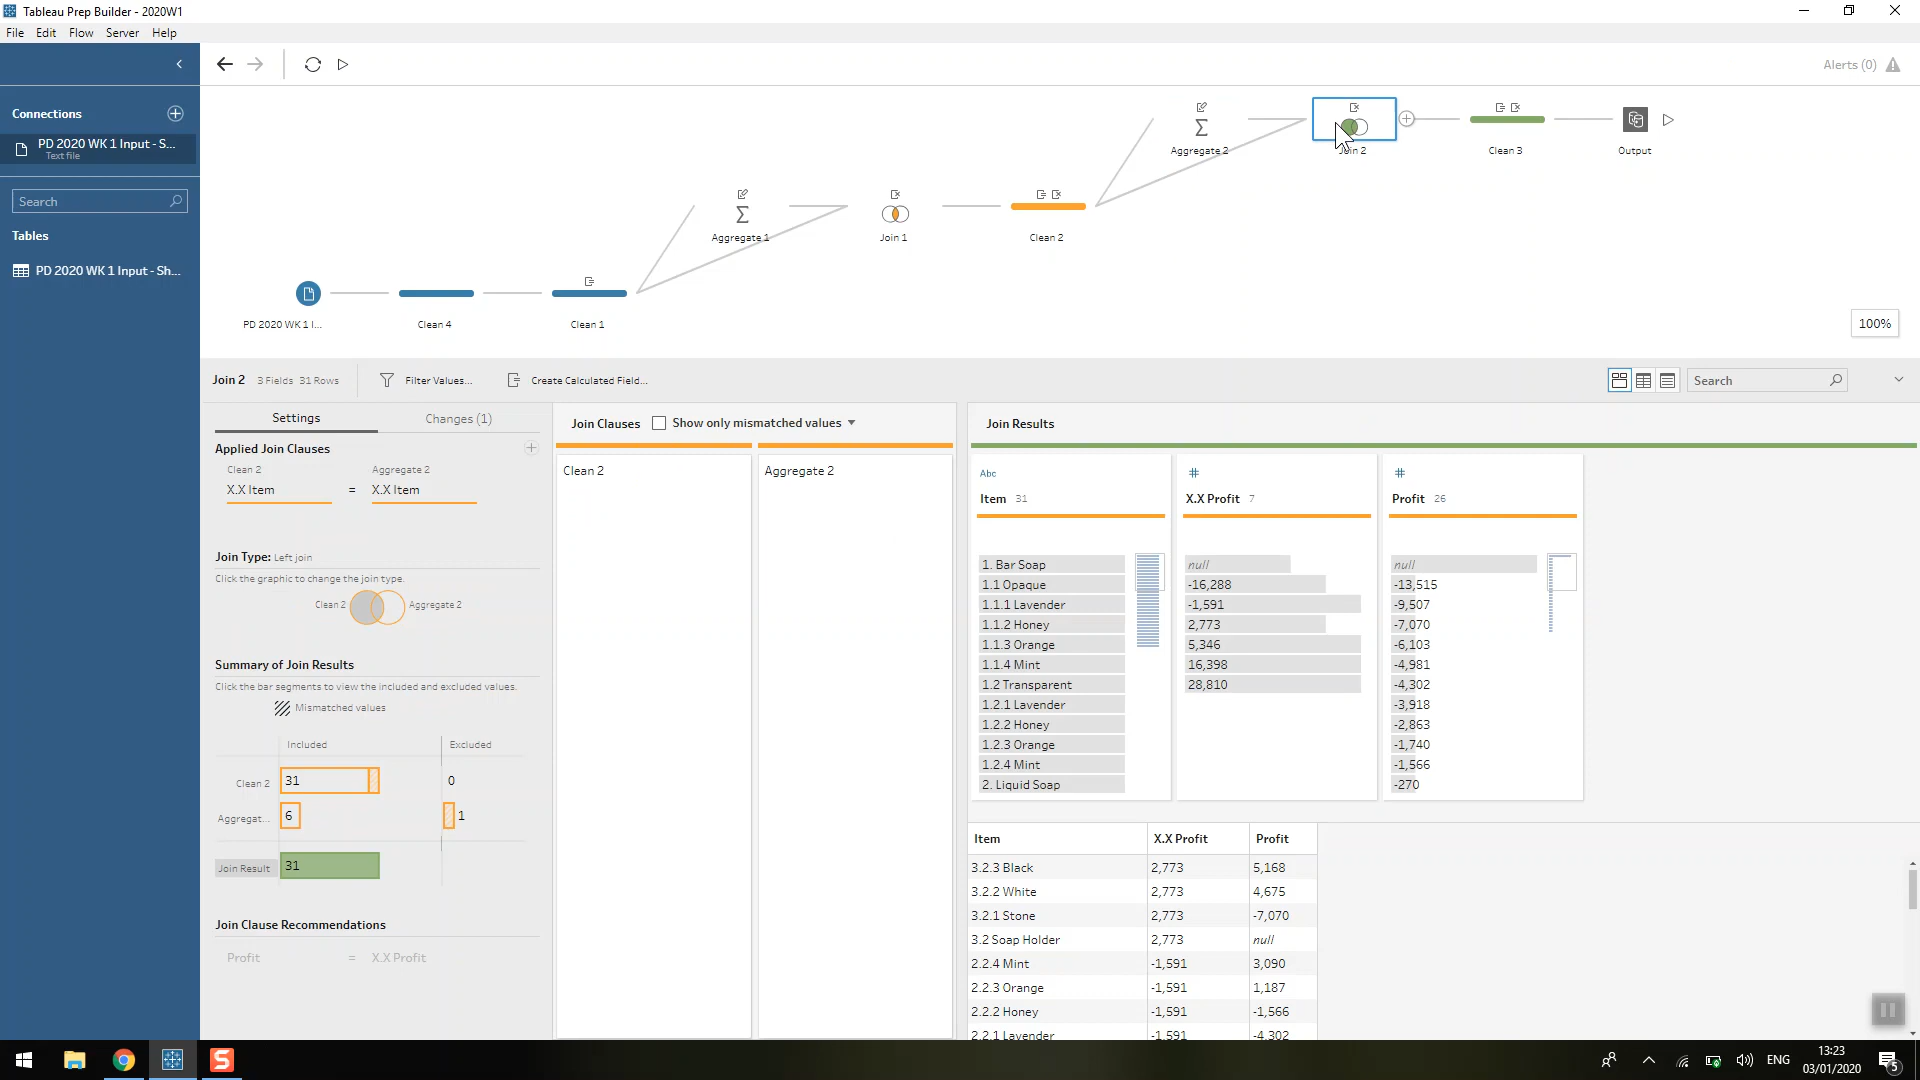 Tableau Prep Builder - 2020W1
File Edit Flow Server Help
Alerts (0)
Connections
PD 2020 WK 1 Input - S...
Text file
Search
Tables
PD 2020 WK 1 Input - Sh...
Aggregate 2
Join 2
Clean 3
Output
Aggregate 1
Join 1
Clean 2
PD 2020 WK 1 I...
Clean 4
Clean 1
100%
Join 2 3 Fields 31 Rows Filter Values... Create Calculated Field... Search
Settings Changes (1)
Applied Join Clauses
Clean 2 Aggregate 2
X.X Item = X.X Item
Join Type: Left join
Click the graphic to change the join type.
Clean 2 Aggregate 2
Summary of Join Results
Click the bar segments to view the included and excluded values.
Mismatched values
Included Excluded
Clean 2 31 0
Aggregat... 6 1
Join Result 31
Join Clause Recommendations
Profit = X.X Profit
Join Clauses Show only mismatched values
Clean 2 Aggregate 2
Join Results
Abc # #
Item 31 X.X Profit 7 Profit 26
1. Bar Soap null null
1.1 Opaque -16,288 -13,515
1.1.1 Lavender -1,591 -9,507
1.1.2 Honey 2,773 -7,070
1.1.3 Orange 5,346 -6,103
1.1.4 Mint 16,398 -4,981
1.2 Transparent 28,810 -4,302
1.2.1 Lavender -3,918
1.2.2 Honey -2,863
1.2.3 Orange -1,740
1.2.4 Mint -1,566
2. Liquid Soap -270
Item X.X Profit Profit
3.2.3 Black 2,773 5,168
3.2.2 White 2,773 4,675
3.2.1 Stone 2,773 -7,070
3.2 Soap Holder 2,773 null
2.2.4 Mint -1,591 3,090
2.2.3 Orange -1,591 1,187
2.2.2 Honey -1,591 -1,566
2.2.1 Lavender -1,591 -4,302
S
ENG
13:23
03/01/2020
5